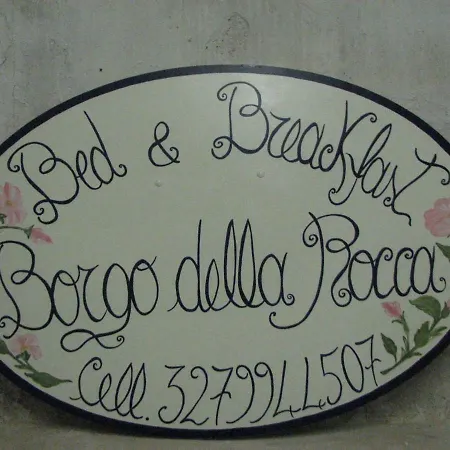 Bed & Breakfast
Borgo della Rocca
Cell. 3279944507